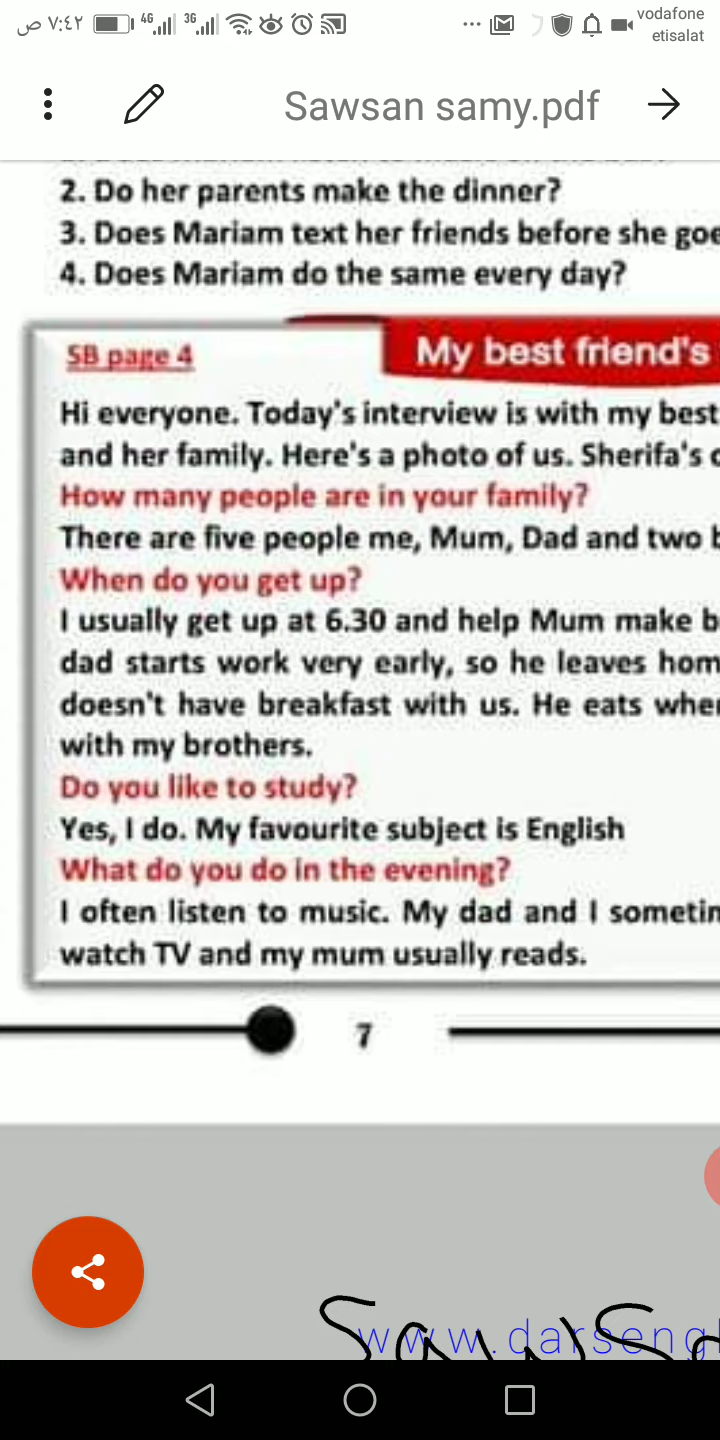 vodafone
etisalat
ص ٧:٤٢
4G
3G
Sawsan samy.pdf
2. Do her parents make the dinner?
3. Does Mariam text her friends before she goe
4. Does Mariam do the same every day?
SB page 4
My best friend's
Hi everyone. Today's interview is with my best
and her family. Here's a photo of us. Sherifa's
How many people are in your family?
There are five people me, Mum, Dad and two b
When do you get up?
I usually get up at 6.30 and help Mum make b
dad starts work very early, so he leaves hom
doesn't have breakfast with us. He eats when
with my brothers.
Do you like to study?
Yes, I do. My favourite subject is English
What do you do in the evening?
I often listen to music. My dad and I sometim
watch TV and my mum usually reads.
7
www.darsengl